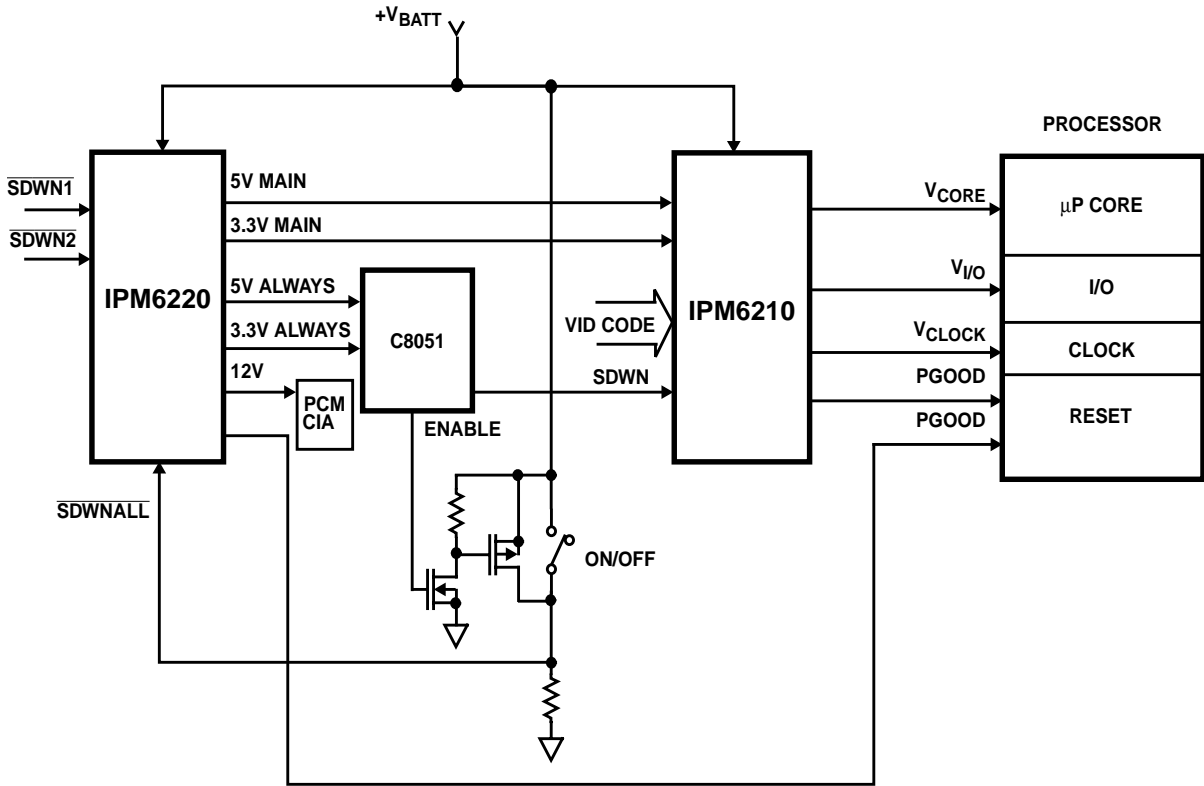 +VBATT
PROCESSOR
SDWN1
SDWN2
5V MAIN
3.3V MAIN
5V ALWAYS
3.3V ALWAYS
12V
IPM6220
C8051
PCM
CIA
ENABLE
SDWN
VID CODE
IPM6210
VCORE
VI/O
VCLOCK
PGOOD
PGOOD
μP CORE
I/O
CLOCK
RESET
SDWNALL
ON/OFF